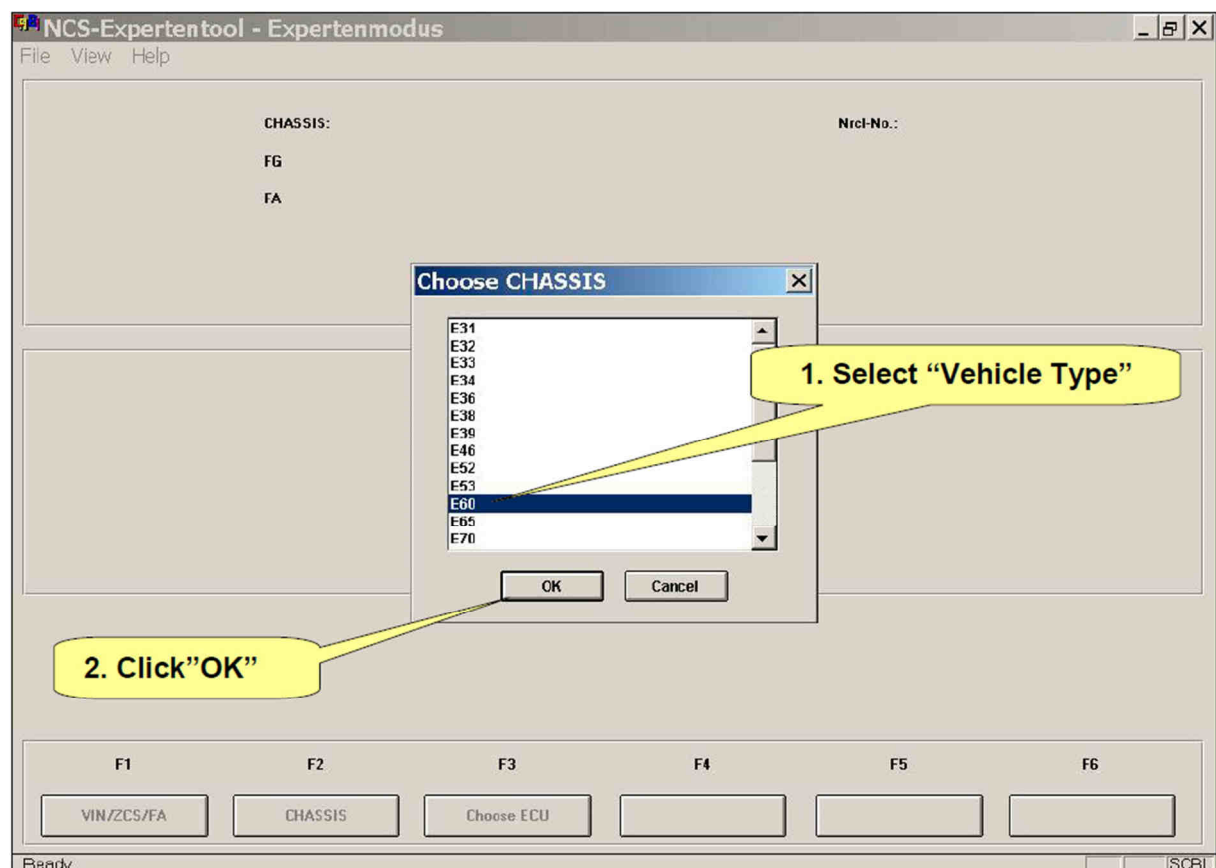 NCS-Expertentool - Expertenmodus
File View Help
CHASSIS:
Nrcl-No.:
FG
FA
Choose CHASSIS
E31
E32
E33
E34
E36
E38
E39
E46
E52
E53
E60
E65
E70
1. Select “Vehicle Type”
OK
Cancel
2. Click”OK”
F1 F2 F3 F4 F5 F6
VIN/ZCS/FA CHASSIS Choose ECU
Ready